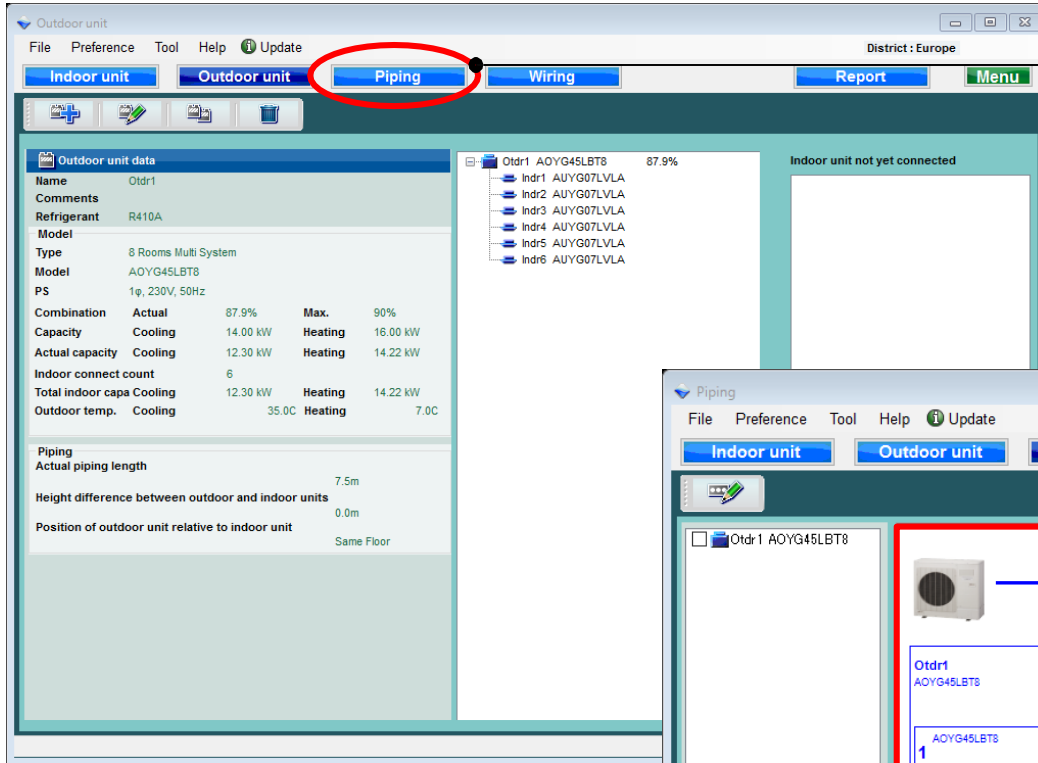 Outdoor unit
File Preference Tool Help Update
District : Europe
Indoor unit Outdoor unit Piping Wiring Report Menu
Outdoor unit data
Name Otdr1
Comments
Refrigerant R410A
Model
Type 8 Rooms Multi System
Model AOYG45LBT8
PS 1φ, 230V, 50Hz
Combination Actual 87.9% Max. 90%
Capacity Cooling 14.00 kW Heating 16.00 kW
Actual capacity Cooling 12.30 kW Heating 14.22 kW
Indoor connect count 6
Total indoor capa Cooling 12.30 kW Heating 14.22 kW
Outdoor temp. Cooling 35.0C Heating 7.0C
Piping
Actual piping length
7.5m
Height difference between outdoor and indoor units
0.0m
Position of outdoor unit relative to indoor unit
Same Floor
Otdr1 AOYG45LBT8 87.9%
Indr1 AUYG07LVLA
Indr2 AUYG07LVLA
Indr3 AUYG07LVLA
Indr4 AUYG07LVLA
Indr5 AUYG07LVLA
Indr6 AUYG07LVLA
Indoor unit not yet connected
Piping
File Preference Tool Help Update
Indoor unit Outdoor unit
Otdr1 AOYG45LBT8
Otdr1
AOYG45LBT8
AOYG45LBT8
1